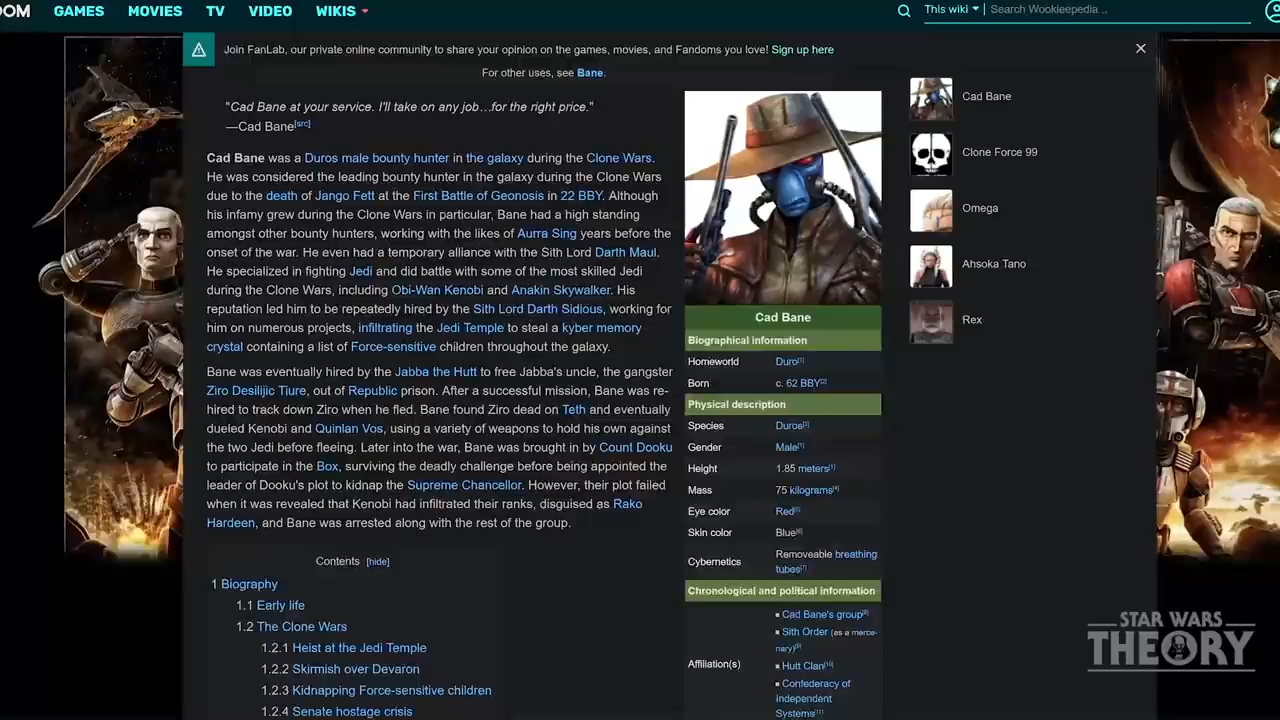 OM
GAMES
MOVIES
TV
VIDEO
WIKIS
This wiki
Search Wookieepedia...
Join FanLab, our private online community to share your opinion on the games, movies, and Fandoms you love! Sign up here
For other uses, see Bane.
"Cad Bane at your service. I'll take on any job…for the right price."
—Cad Bane[src]
Cad Bane was a Duros male bounty hunter in the galaxy during the Clone Wars.
He was considered the leading bounty hunter in the galaxy during the Clone Wars
due to the death of Jango Fett at the First Battle of Geonosis in 22 BBY. Although
his infamy grew during the Clone Wars in particular, Bane had a high standing
amongst other bounty hunters, working with the likes of Aurra Sing years before the
onset of the war. He even had a temporary alliance with the Sith Lord Darth Maul.
He specialized in fighting Jedi and did battle with some of the most skilled Jedi
during the Clone Wars, including Obi-Wan Kenobi and Anakin Skywalker. His
reputation led him to be repeatedly hired by the Sith Lord Darth Sidious, working for
him on numerous projects, infiltrating the Jedi Temple to steal a kyber memory
crystal containing a list of Force-sensitive children throughout the galaxy.
Bane was eventually hired by the Jabba the Hutt to free Jabba's uncle, the gangster
Ziro Desilijic Tiure, out of Republic prison. After a successful mission, Bane was re-
hired to track down Ziro when he fled. Bane found Ziro dead on Teth and eventually
dueled Kenobi and Quinlan Vos, using a variety of weapons to hold his own against
the two Jedi before fleeing. Later into the war, Bane was brought in by Count Dooku
to participate in the Box, surviving the deadly challenge before being appointed the
leader of Dooku's plot to kidnap the Supreme Chancellor. However, their plot failed
when it was revealed that Kenobi had infiltrated their ranks, disguised as Rako
Hardeen, and Bane was arrested along with the rest of the group.
Contents [hide]
1 Biography
1.1 Early life
1.2 The Clone Wars
1.2.1 Heist at the Jedi Temple
1.2.2 Skirmish over Devaron
1.2.3 Kidnapping Force-sensitive children
1.2.4 Senate hostage crisis
Cad Bane
Biographical information
Homeworld Duro[1]
Born c. 62 BBY[2]
Physical description
Species Duros[3]
Gender Male[1]
Height 1.85 meters[1]
Mass 75 kilograms[4]
Eye color Red[5]
Skin color Blue[6]
Cybernetics Removeable breathing
tubes[7]
Chronological and political information
Affiliation(s)
Cad Bane's group[8]
Sith Order (as a merce-
nary)[9]
Hutt Clan[10]
Confederacy of
Independent
Systems[11]
Cad Bane
Clone Force 99
Omega
Ahsoka Tano
Rex
STAR WARS
THEORY